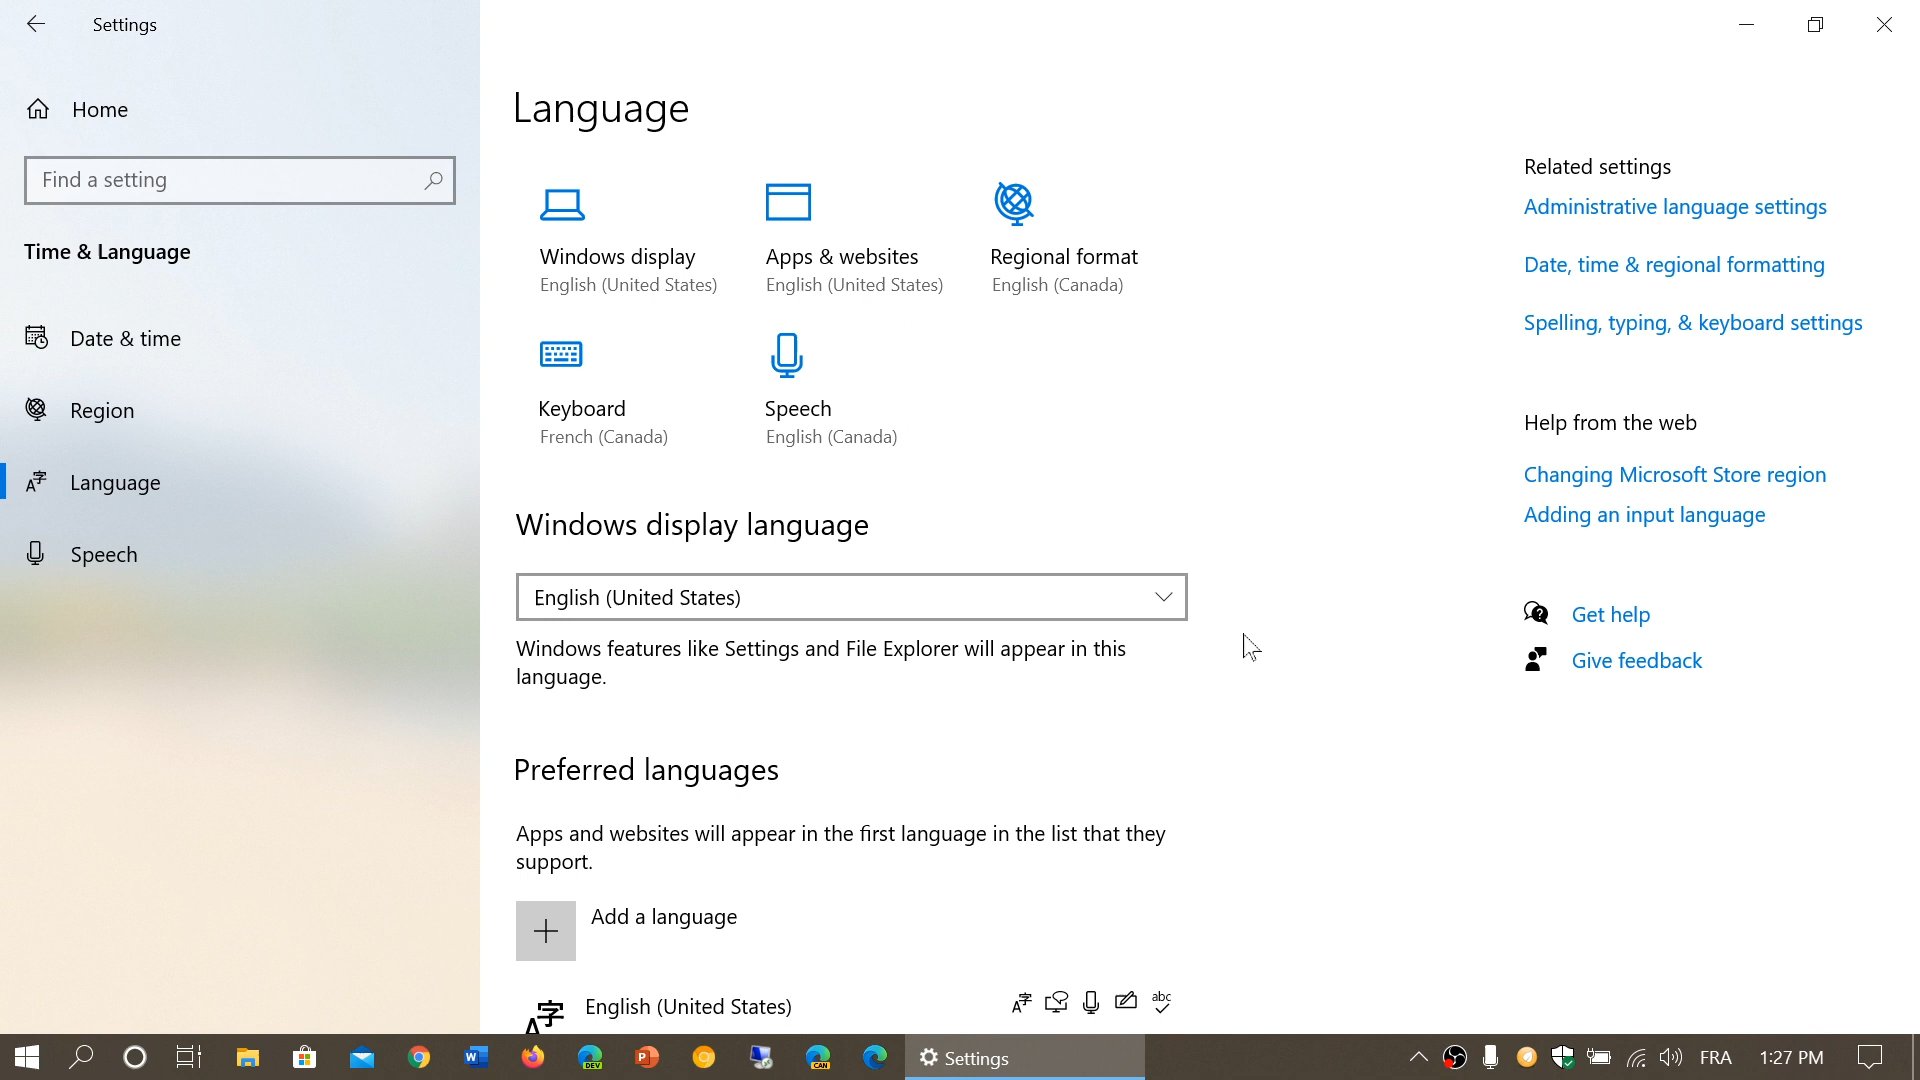 Settings
Home
Find a setting
Time & Language
Date & time
Region
Language
Speech
Language
Windows display
English (United States)
Apps & websites
English (United States)
Regional format
English (Canada)
Keyboard
French (Canada)
Speech
English (Canada)
Windows display language
English (United States)
Windows features like Settings and File Explorer will appear in this
language.
Preferred languages
Apps and websites will appear in the first language in the list that they
support.
Add a language
English (United States)
abc
Related settings
Administrative language settings
Date, time & regional formatting
Spelling, typing, & keyboard settings
Help from the web
Changing Microsoft Store region
Adding an input language
Get help
Give feedback
DEV
CAN
Settings
FRA
1:27 PM